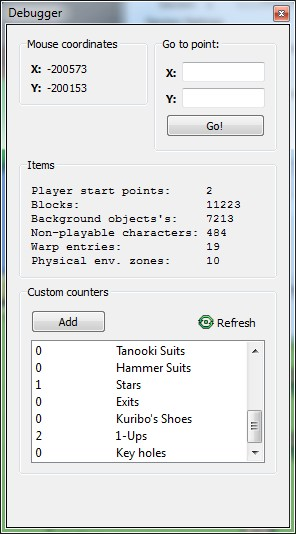 Debugger
Mouse coordinates
X: -200573
Y: -200153
Go to point:
X:
Y:
Go!
Items
Player start points: 2
Blocks: 11223
Background objects's: 7213
Non-playable characters: 484
Warp entries: 19
Physical env. zones: 10
Custom counters
Add
Refresh
0 Tanooki Suits
0 Hammer Suits
1 Stars
0 Exits
0 Kuribo's Shoes
2 1-Ups
0 Key holes